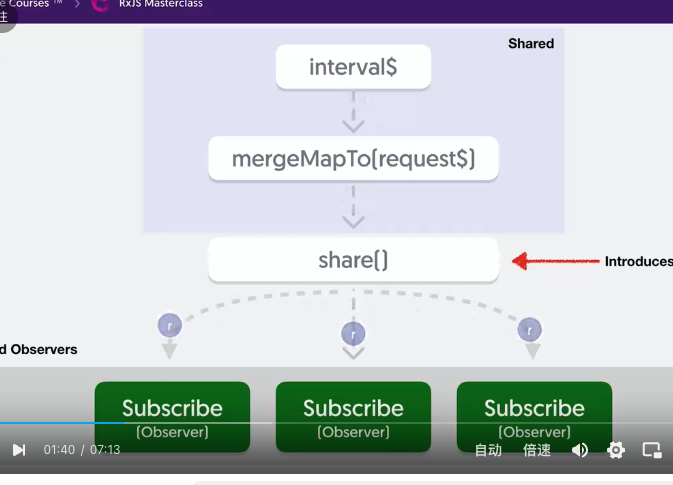 Courses ™ > RxJS Masterclass
注
Shared
interval$
mergeMapTo(request$)
share()
Introduces
r r r
d Observers
Subscribe Subscribe Subscribe
(Observer) (Observer) (Observer)
01:40 / 07:13 自动 倍速